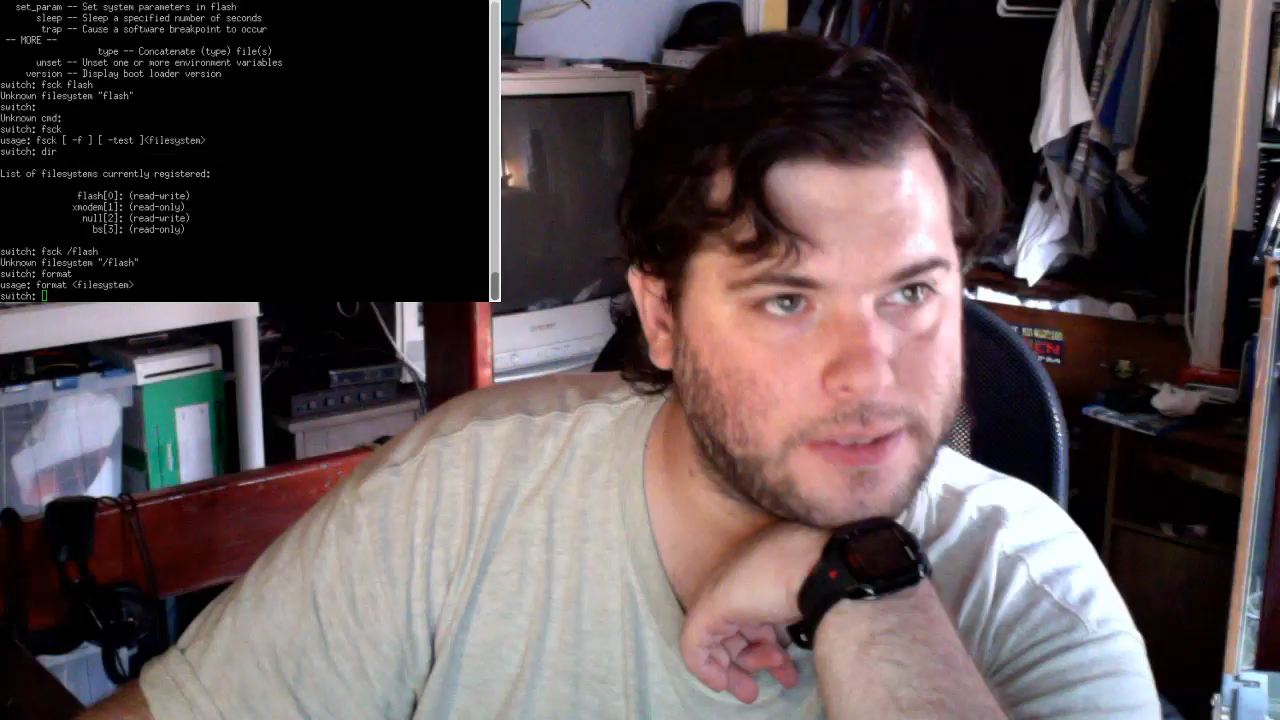 set_param -- Set system parameters in flash
sleep -- Sleep a specified number of seconds
trap -- Cause a software breakpoint to occur
-- MORE --
type -- Concatenate (type) file(s)
unset -- Unset one or more environment variables
version -- Display boot loader version
switch: fsck flash
Unknown filesystem "flash"
switch:
Unknown cmd:
switch: fsck
usage: fsck [ -f ] [ -test ]<filesystem>
switch: dir
List of filesystems currently registered:
flash[0]: (read-write)
xmodem[1]: (read-only)
null[2]: (read-write)
bs[3]: (read-only)
switch: fsck /flash
Unknown filesystem "/flash"
switch: format
usage: format <filesystem>
switch: